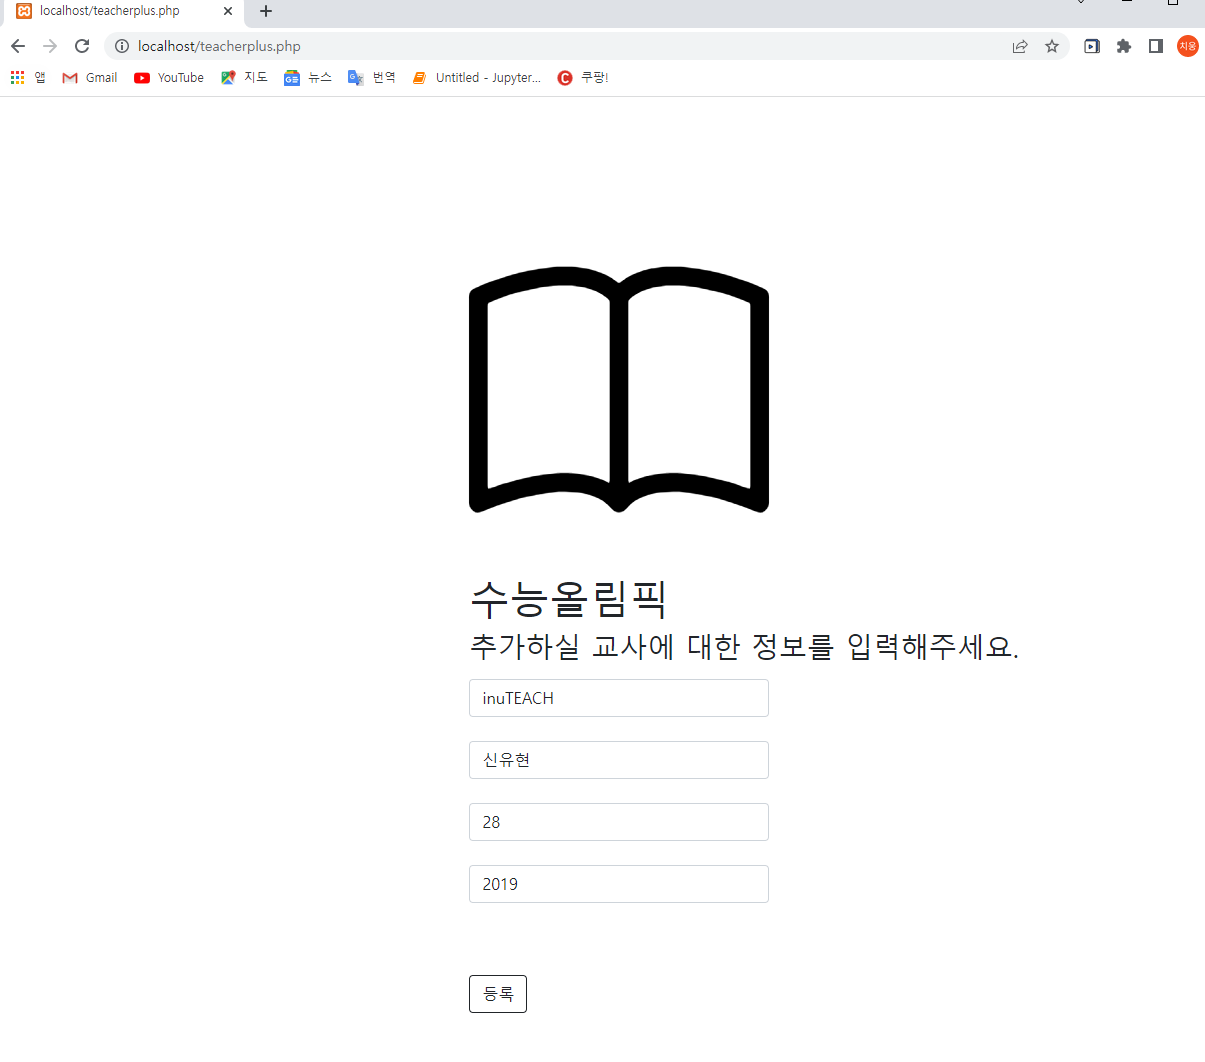 localhost/teacherplus.php
localhost/teacherplus.php
치웅
앱 Gmail YouTube 지도 뉴스 번역 Untitled - Jupyter... 쿠팡!
수능올림픽
추가하실 교사에 대한 정보를 입력해주세요.
inuTEACH
신유현
28
2019
등록